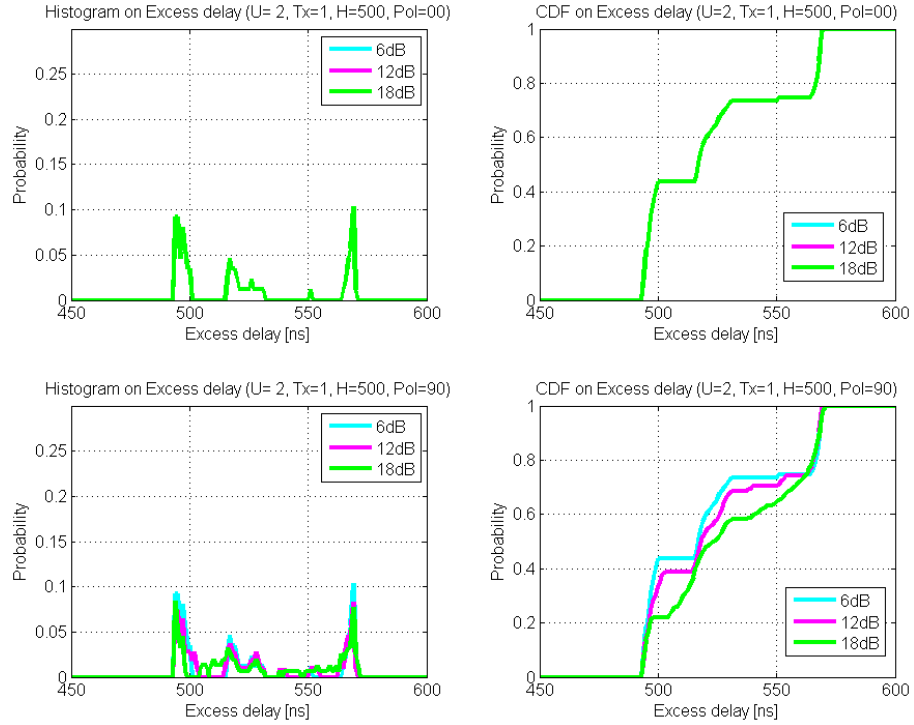 Histogram on Excess delay (U= 2, Tx=1, H=500, Pol=00)
0.25
0.2
0.15
0.1
0.05
0
450
500
550
600
Probability
Excess delay [ns]
6dB
12dB
18dB
CDF on Excess delay (U=2, Tx=1, H=500, Pol=00)
1
0.8
0.6
0.4
0.2
0
450
500
550
600
Probability
Excess delay [ns]
6dB
12dB
18dB
Histogram on Excess delay (U= 2, Tx=1, H=500, Pol=90)
0.25
0.2
0.15
0.1
0.05
0
450
500
550
600
Probability
Excess delay [ns]
6dB
12dB
18dB
CDF on Excess delay (U=2, Tx=1, H=500, Pol=90)
1
0.8
0.6
0.4
0.2
0
450
500
550
600
Probability
Excess delay [ns]
6dB
12dB
18dB